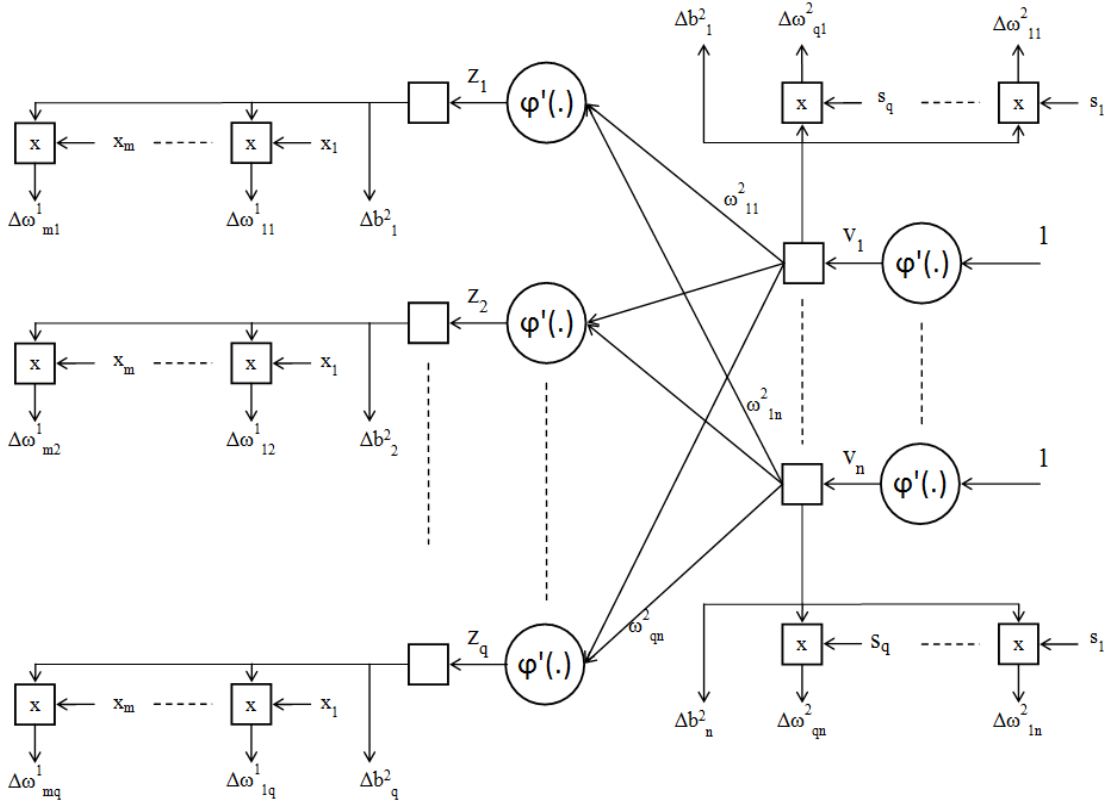 Δb²₁ Δω²q1 Δω²₁₁
Z₁ φ'(.)
x sq x s₁
x xm x x₁
Δω¹m1 Δω¹₁₁ Δb²₁
ω²₁₁
V₁ φ'(.) 1
Z₂ φ'(.)
x xm x x₁
Δω¹m2 Δω¹₁₂ Δb²₂
ω²₁n
Vn φ'(.) 1
Zq φ'(.)
ω²qn
x Sq x s₁
x xm x x₁
Δb²n Δω²qn Δω²₁n
Δω¹mq Δω¹₁q Δb²q